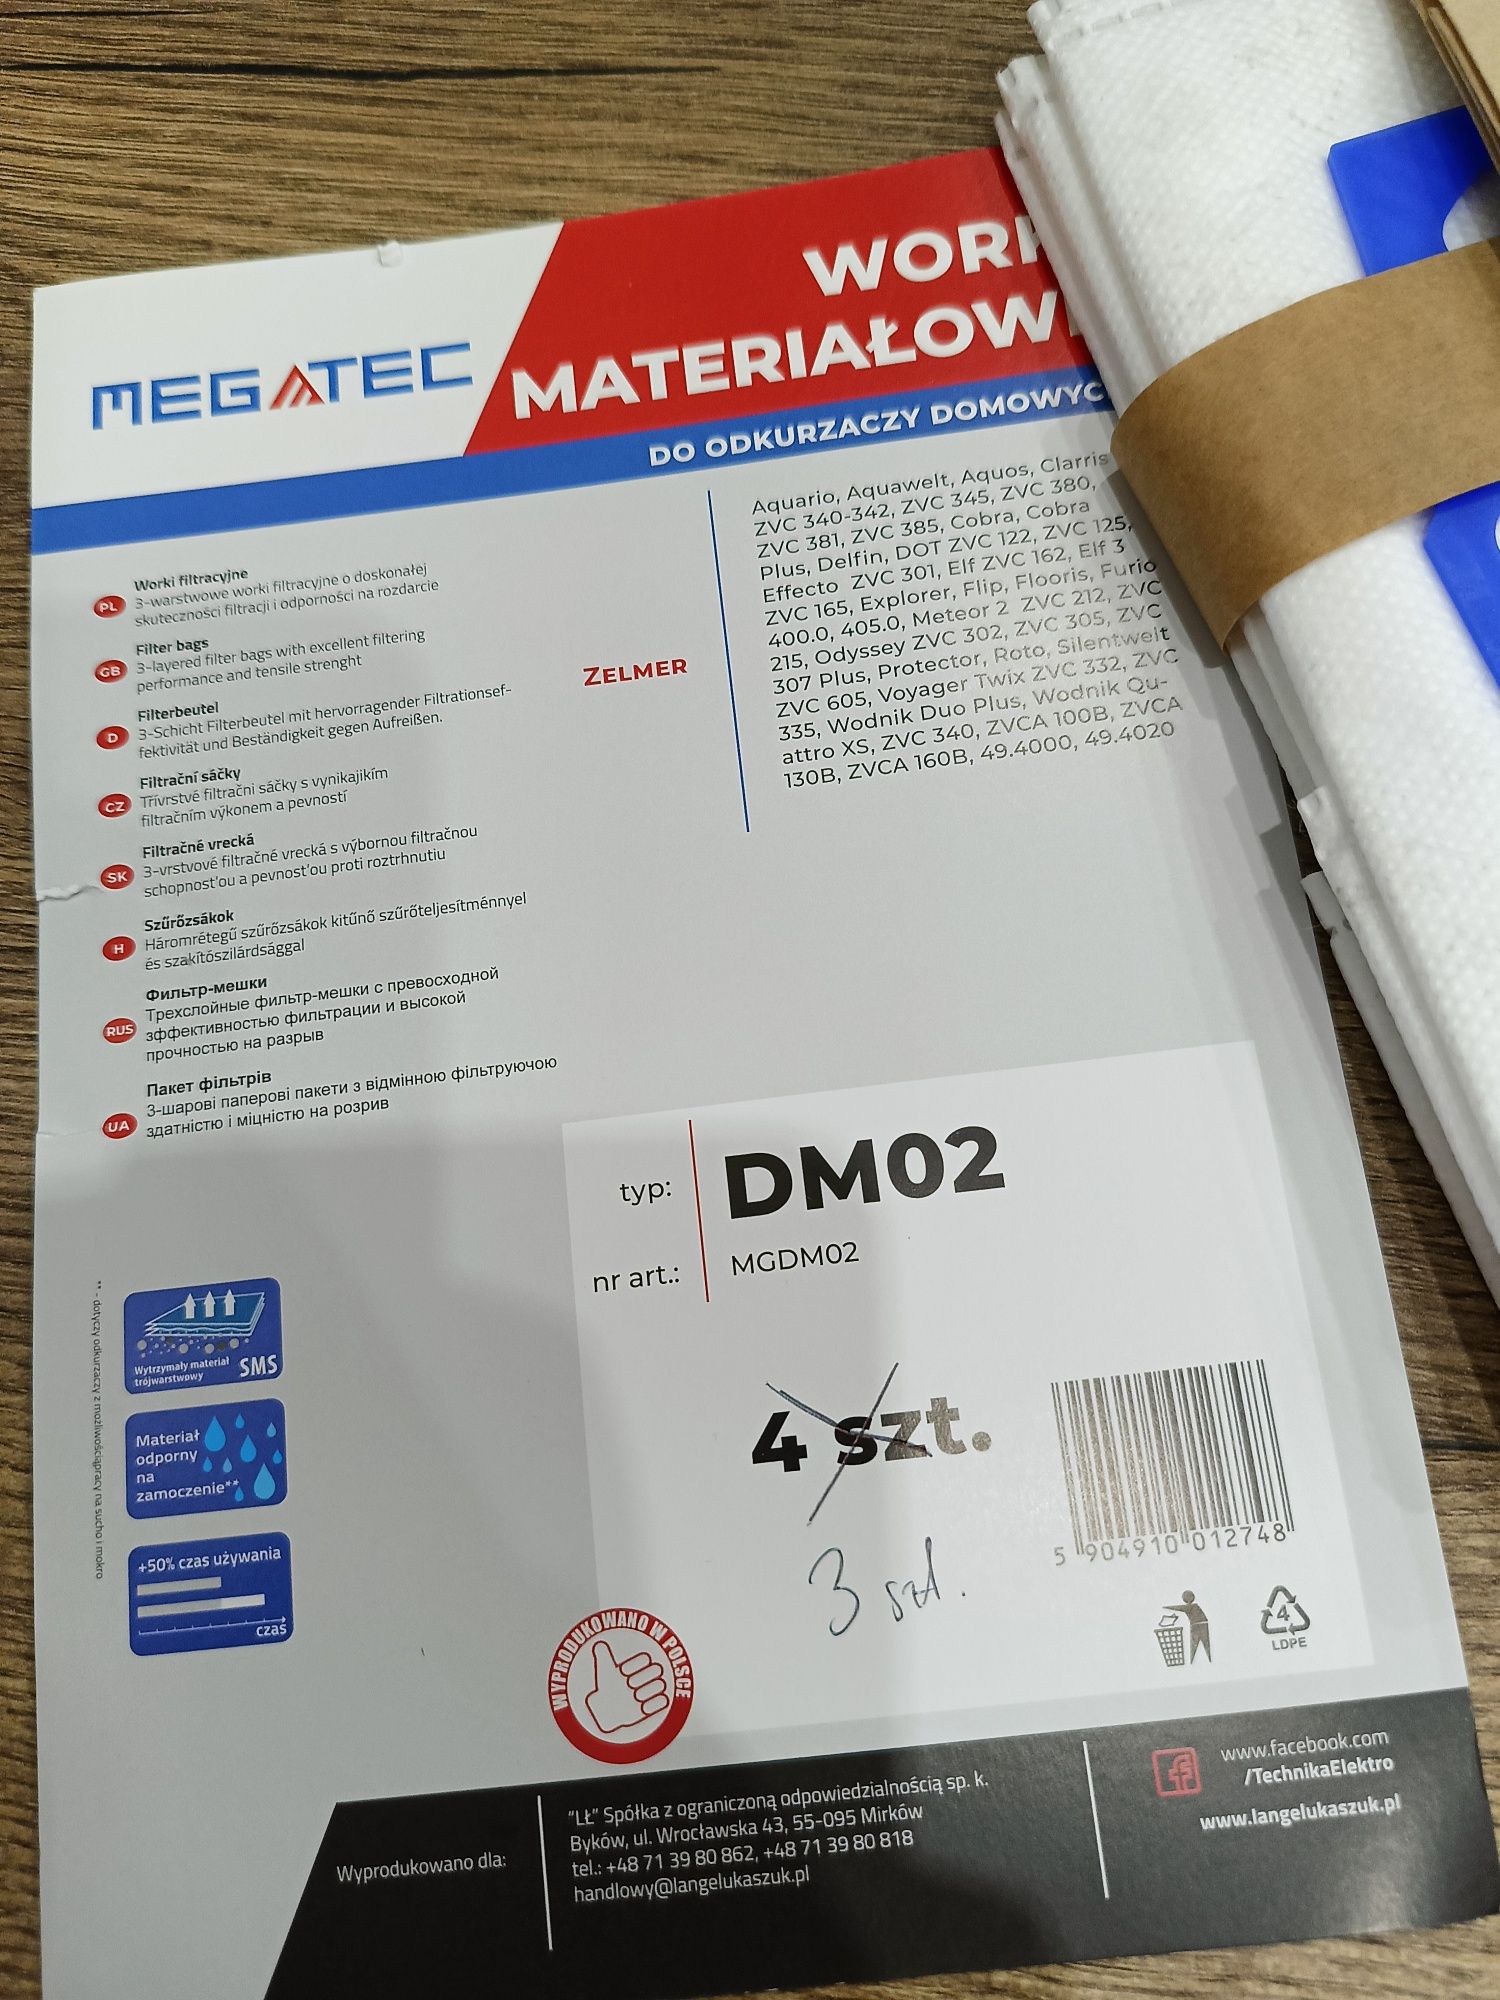 MEGATEC
MATERIAŁOW
DO ODKURZACZY DOMOWYC
PL
Worki filtracyjne
3-warstwowe worki filtracyjne o doskonałej
skuteczności filtracji i odporności na rozdarcie
GB
Filter bags
3-layered filter bags with excellent filtering
performance and tensile strenght
D
Filterbeutel
3-Schicht Filterbeutel mit hervorragender Filtrationsef-
fektivität und Beständigkeit gegen Aufreißen.
CZ
Filtrační sáčky
Třívrstvé filtračni sáčky s vynikajikím
filtračním výkonem a pevností
SK
Filtračné vrecká
3-vrstvové filtračné vrecká s výbornou filtračnou
schopnosťou a pevnosťou proti roztrhnutiu
H
Szűrőzsákok
Háromrétegű szűrőzsákok kitűnő szűrőteljesítménnyel
és szakítószilárdsággal
RUS
Фильтр-мешки
Трехслойные фильтр-мешки с превосходной
эффективностью фильтрации и высокой
прочностью на разрыв
UA
Пакет фільтрів
3-шарові паперові пакети з відмінною фільтруючою
здатністю і міцністю на розрив
ZELMER
Aquario, Aquawelt, Aquos, Clarris
ZVC 340-342, ZVC 345, ZVC 380,
ZVC 381, ZVC 385, Cobra, Cobra
Plus, Delfin, DOT ZVC 122, ZVC 125,
Effecto ZVC 301, Elf ZVC 162, Elf 3
ZVC 165, Explorer, Flip, Flooris, Furio
400.0, 405.0, Meteor 2 ZVC 212, ZVC
215, Odyssey ZVC 302, ZVC 305, ZVC
307 Plus, Protector, Roto, Silentwelt
ZVC 605, Voyager Twix ZVC 332, ZVC
335, Wodnik Duo Plus, Wodnik Qu-
attro XS, ZVC 340, ZVCA 100B, ZVCA
130B, ZVCA 160B, 49.4000, 49.4020
typ: DM02
nr art.: MGDM02
4 szt.
3 szt.
5 904910 012748
4
LDPE
** - dotyczy odkurzaczy z możliwością pracy na sucho i mokro
Wytrzymały materiał
trójwarstwowy
SMS
Materiał
odporny
na
zamoczenie**
+50% czas używania
czas
WYPRODUKOWANO W POLSCE
Wyprodukowano dla:
"LŁ" Spółka z ograniczoną odpowiedzialnością sp. k.
Byków, ul. Wrocławska 43, 55-095 Mirków
tel.: +48 71 39 80 862, +48 71 39 80 818
handlowy@langelukaszuk.pl
www.facebook.com
/TechnikaElektro
www.langelukaszuk.pl